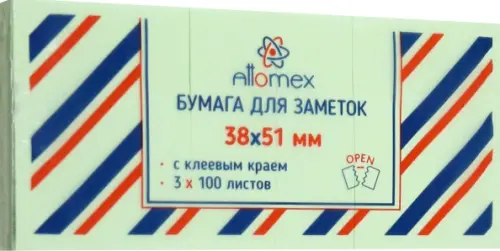 Attomex
БУМАГА ДЛЯ ЗАМЕТОК
38x51 мм
• с клеевым краем
• 3 x 100 листов
OPEN